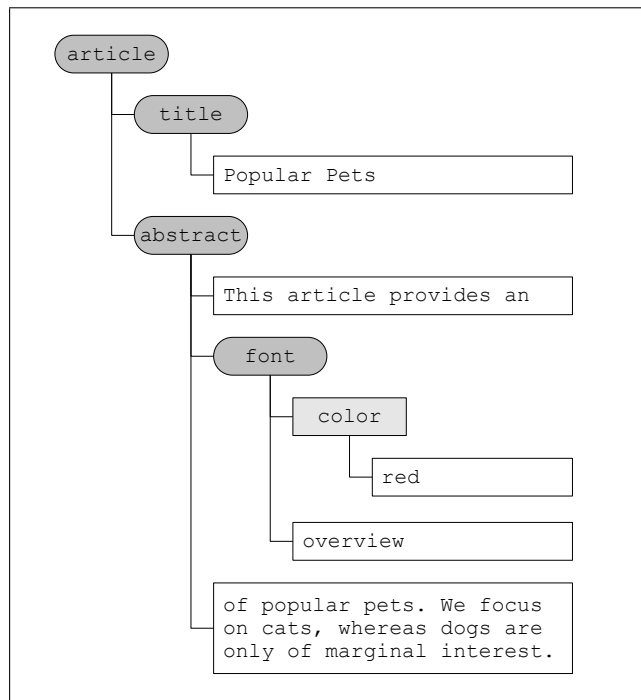 article
title
Popular Pets
abstract
This article provides an
font
color
red
overview
of popular pets. We focus
on cats, whereas dogs are
only of marginal interest.